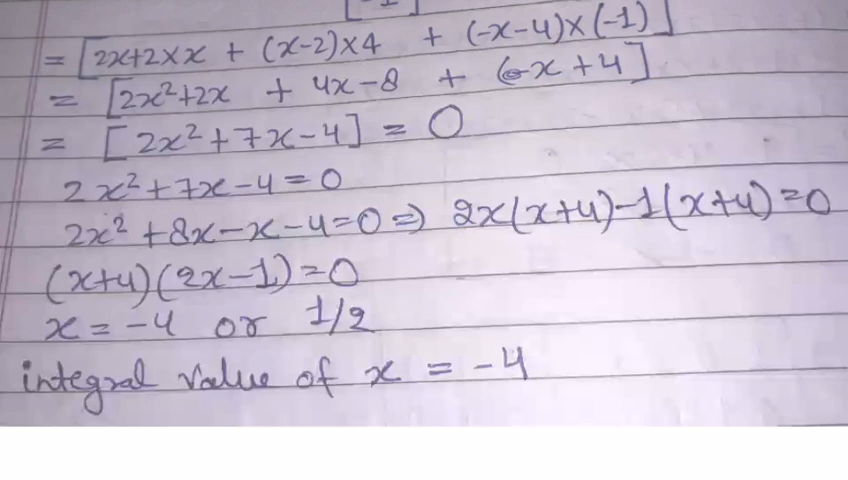 [-1]
= [2x+2×x + (x-2)×4 + (-x-4)×(-1)]
= [2x²+2x + 4x-8 + x+4]
= [2x²+7x-4] = 0
2x²+7x-4=0
2x²+8x-x-4=0 ⇒ 2x(x+4)-1(x+4)=0
(x+4)(2x-1)=0
x = -4 or 1/2
integral value of x = -4